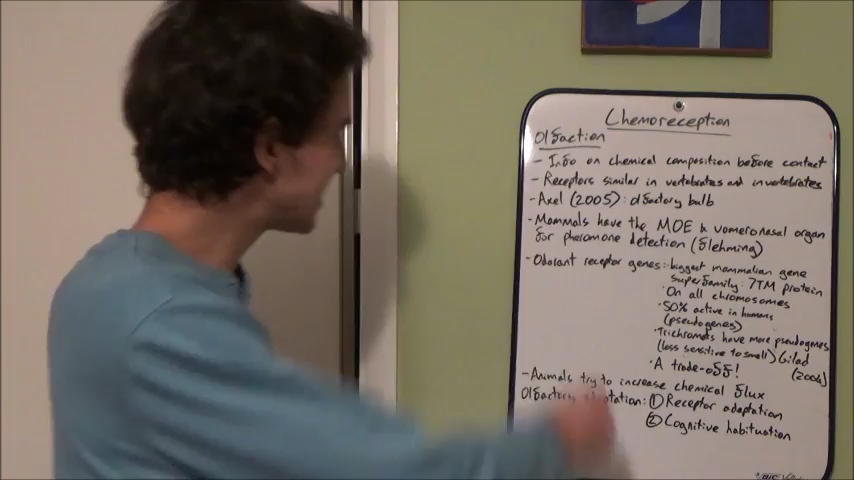 Chemoreception
Olfaction
- Info on chemical composition before contact
- Receptors similar in vertebrates and invertebrates
- Axel (2005): olfactory bulb
- Mammals have the MOE & vomeronasal organ
for pheromone detection (flehming)
- Odorant receptor genes: · biggest mammalian gene
superfamily: 7TM protein
· On all chromosomes
· 50% active in humans
(pseudogenes)
· Trichromats have more pseudogenes
(less sensitive to smell) Gilad
(2004)
· A trade-off!
- Animals try to increase chemical flux
Olfactory adaptation: ① Receptor adaptation
② Cognitive habituation